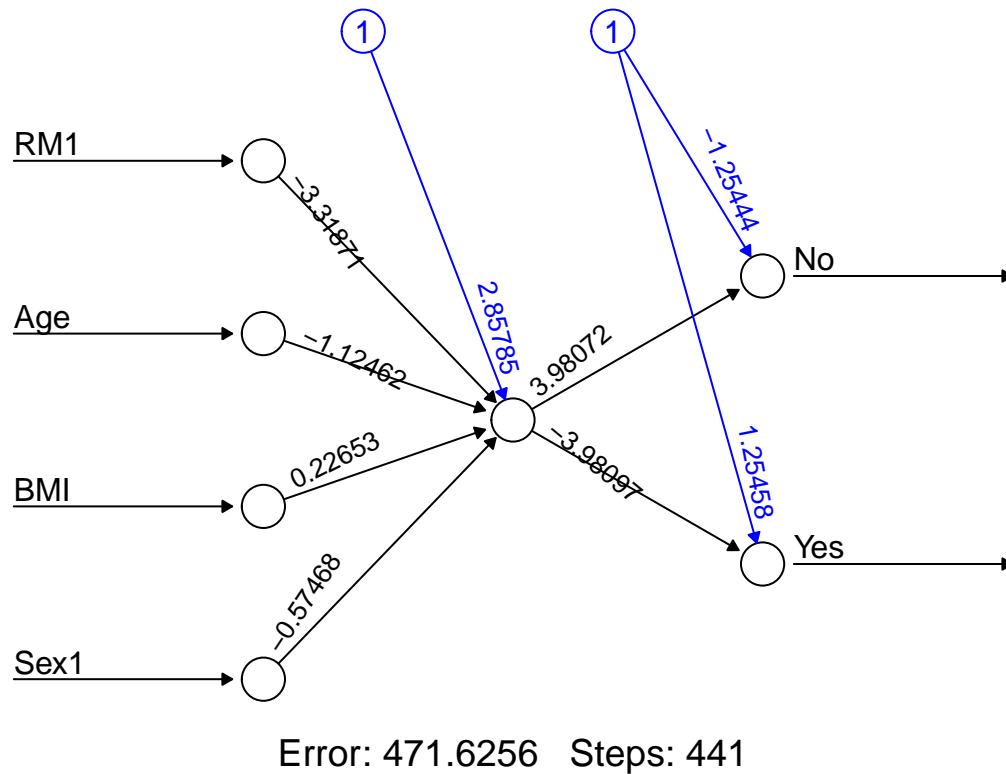 1
1
RM1
−3.31871
−1.25444
No
Age
−1.12462
2.85785
3.98072
BMI
0.22653
−3.98097
1.25458
Yes
Sex1
−0.57468
Error: 471.6256 Steps: 441